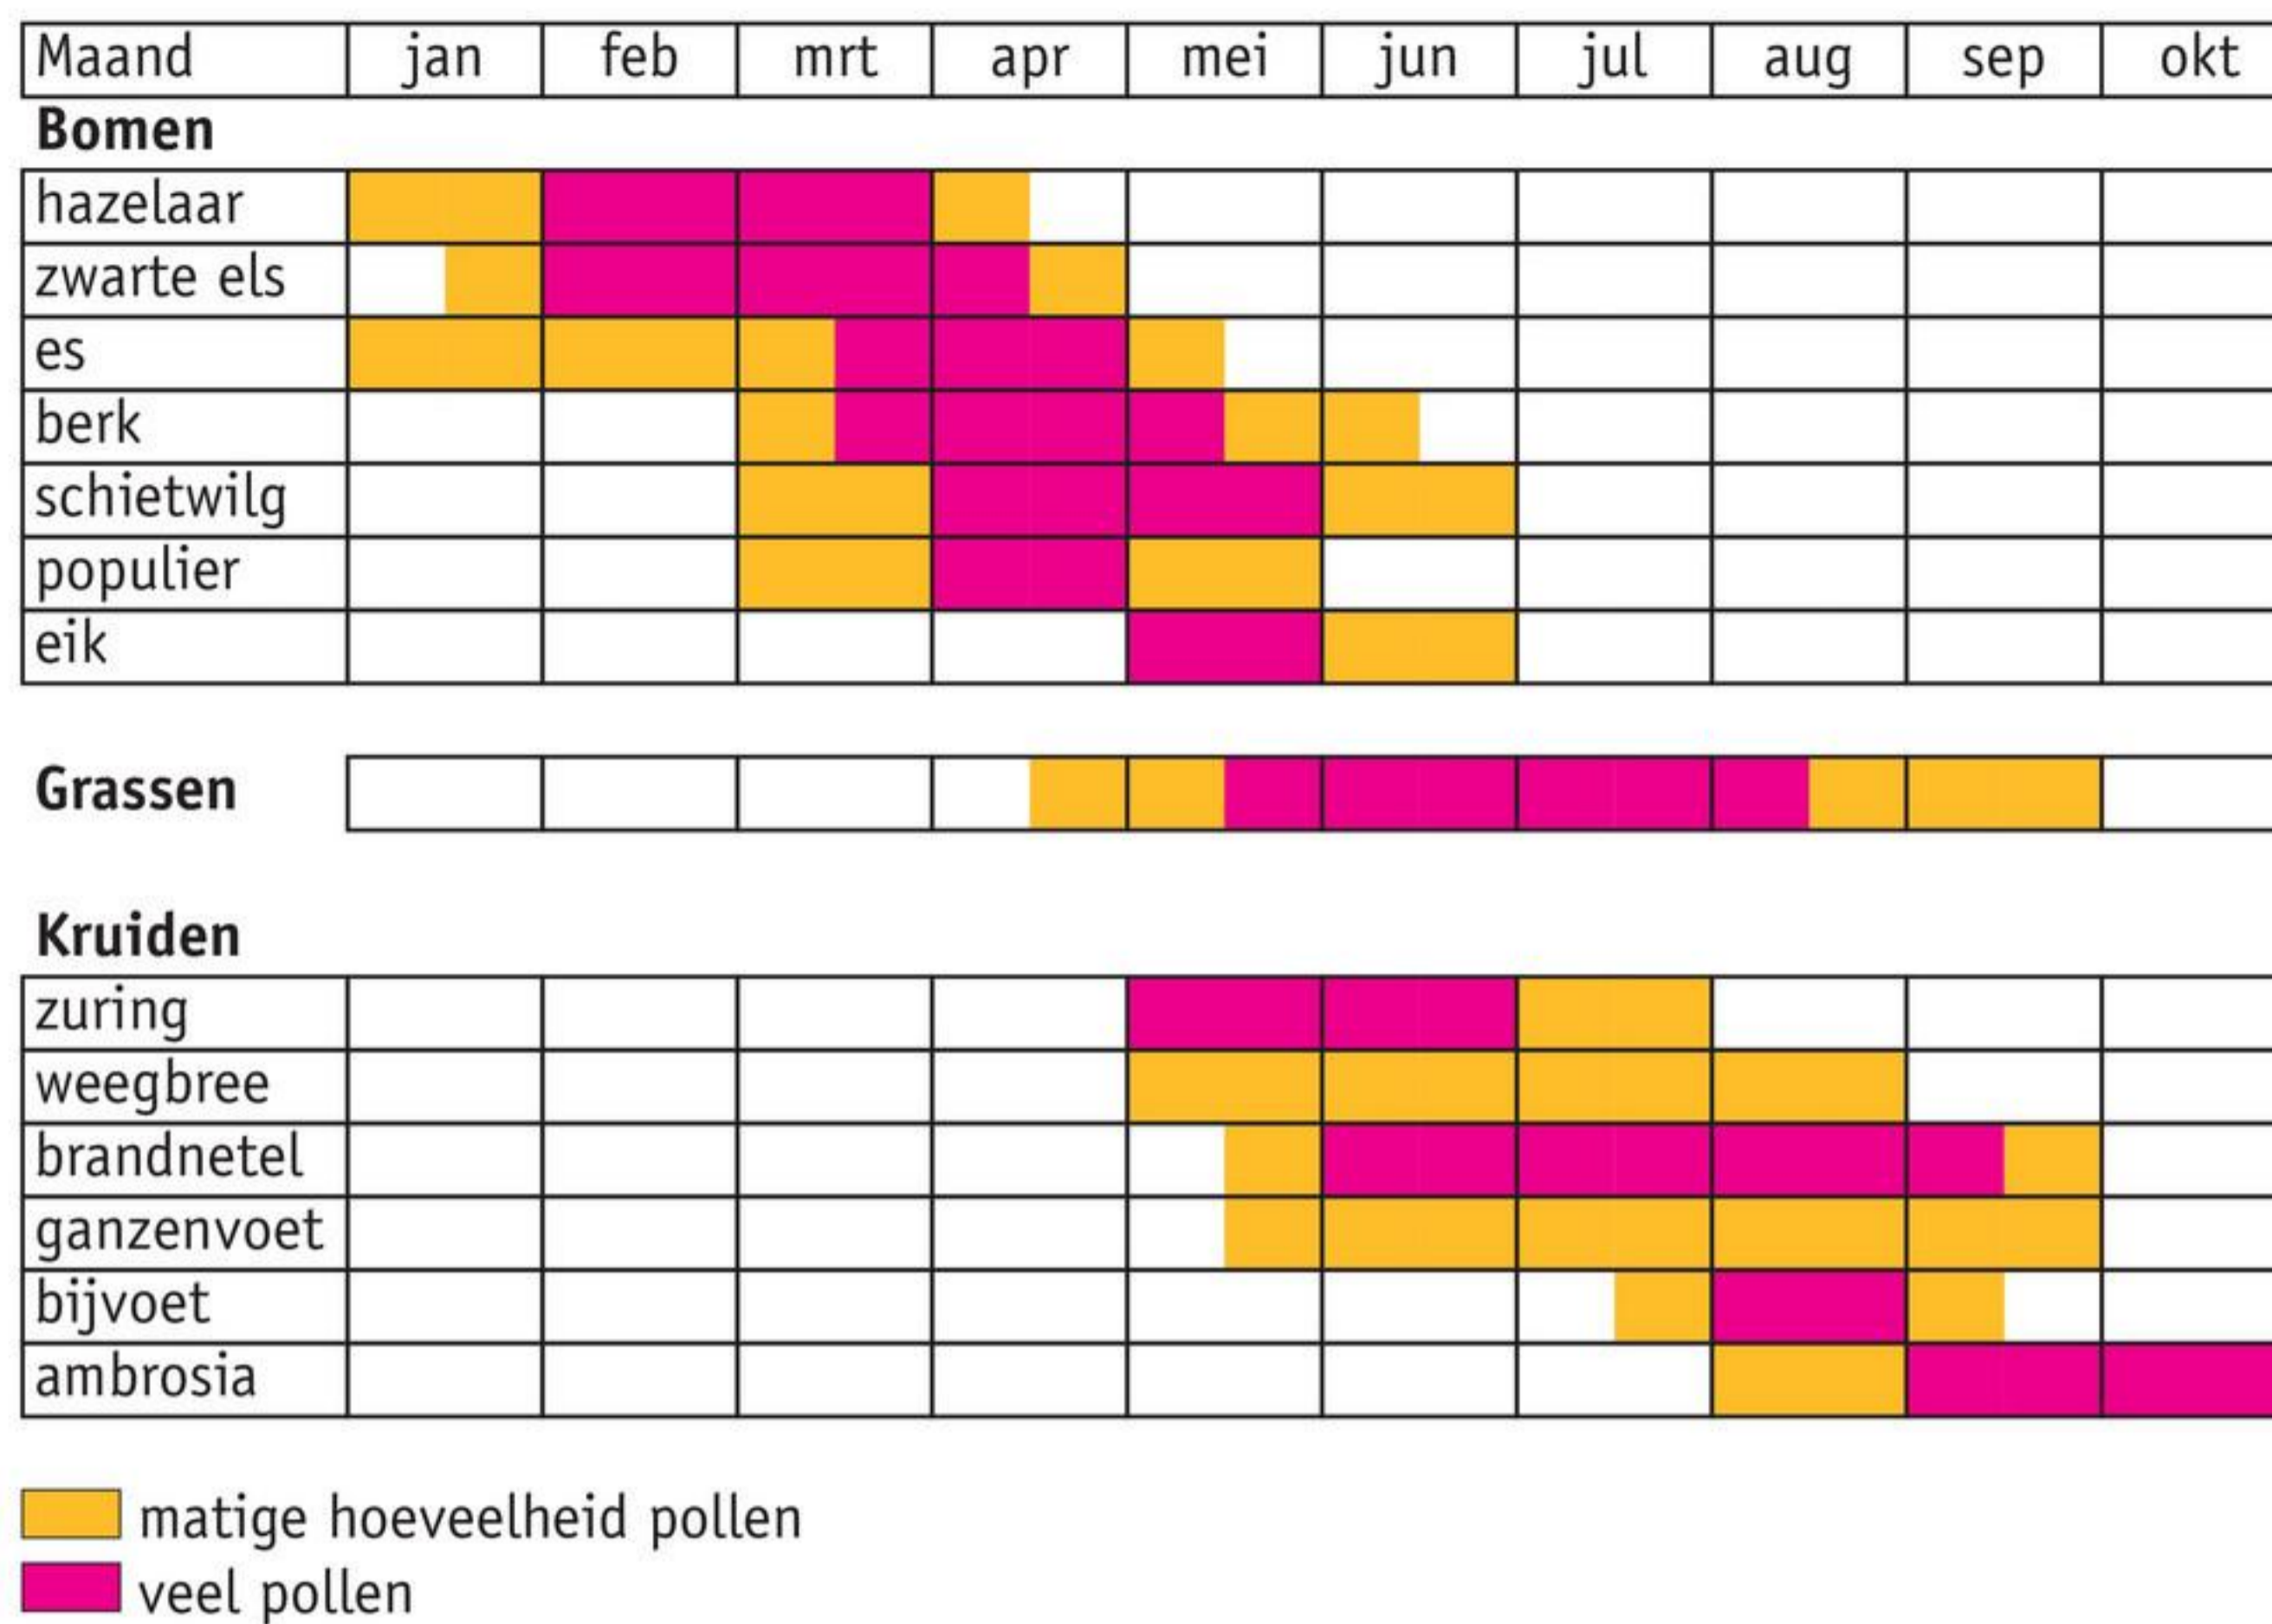 Maand jan feb mrt apr mei jun jul aug sep okt
Bomen
hazelaar
zwarte els
es
berk
schietwilg
populier
eik
Grassen
Kruiden
zuring
weegbree
brandnetel
ganzenvoet
bijvoet
ambrosia
matige hoeveelheid pollen
veel pollen